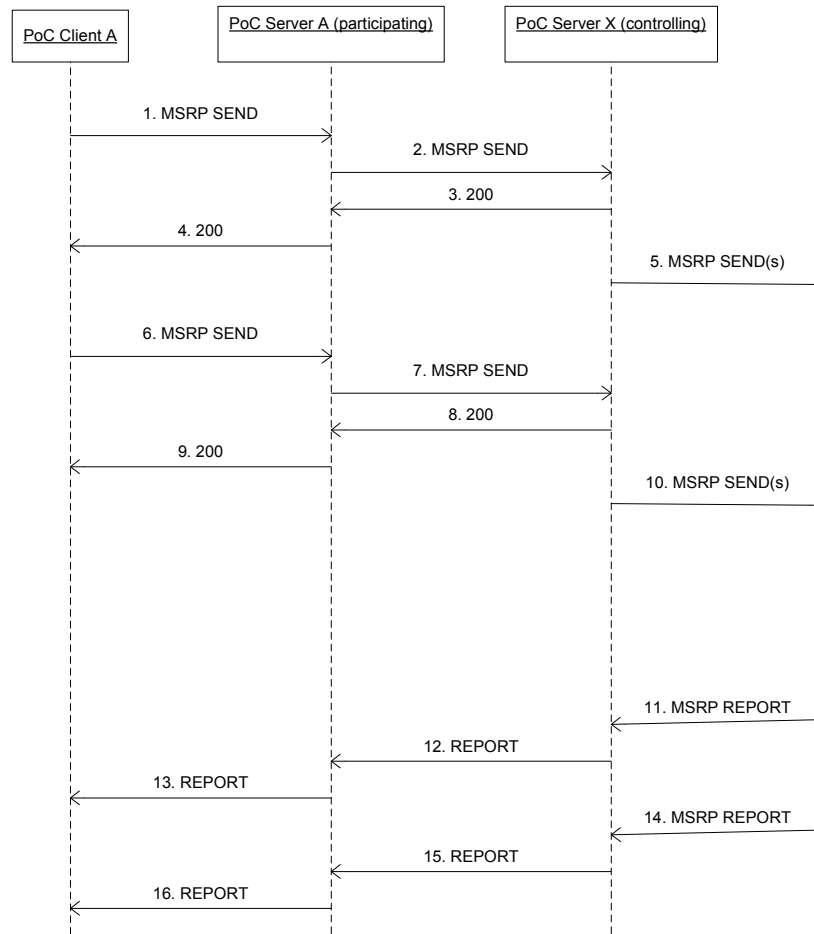 PoC Client A
PoC Server A (participating)
PoC Server X (controlling)
1. MSRP SEND
2. MSRP SEND
3. 200
4. 200
5. MSRP SEND(s)
6. MSRP SEND
7. MSRP SEND
8. 200
9. 200
10. MSRP SEND(s)
11. MSRP REPORT
12. REPORT
13. REPORT
14. MSRP REPORT
15. REPORT
16. REPORT